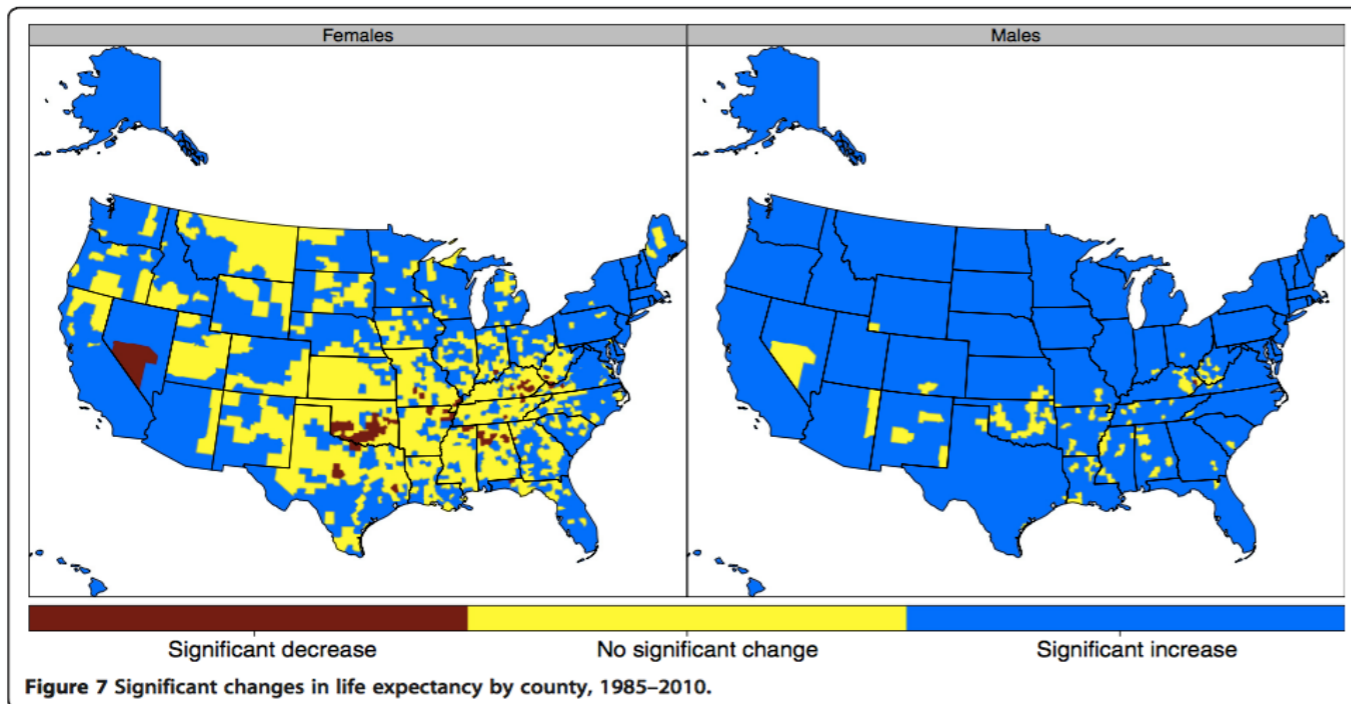 Females
Males
Significant decrease
No significant change
Significant increase
Figure 7 Significant changes in life expectancy by county, 1985–2010.